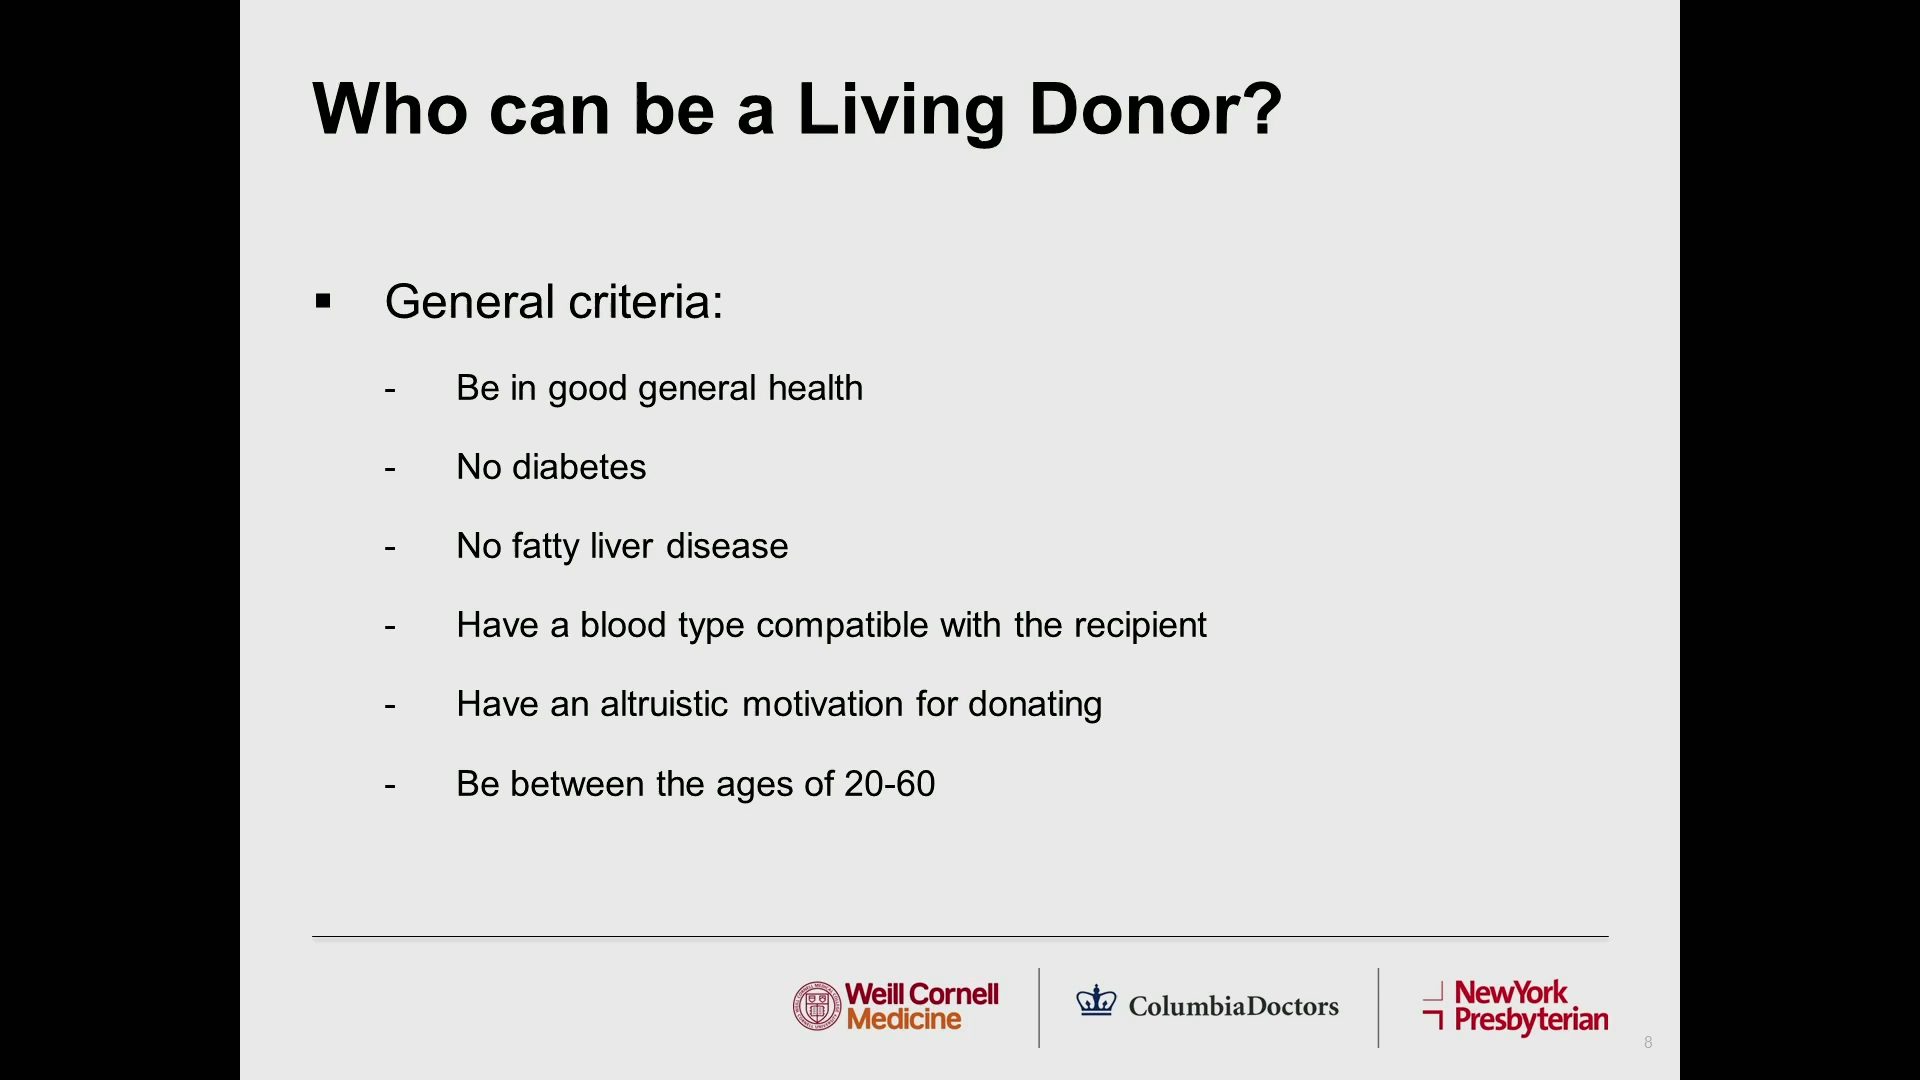 Who can be a Living Donor?
▪ General criteria:
- Be in good general health
- No diabetes
- No fatty liver disease
- Have a blood type compatible with the recipient
- Have an altruistic motivation for donating
- Be between the ages of 20-60
Weill Cornell
Medicine
ColumbiaDoctors
NewYork
Presbyterian
8